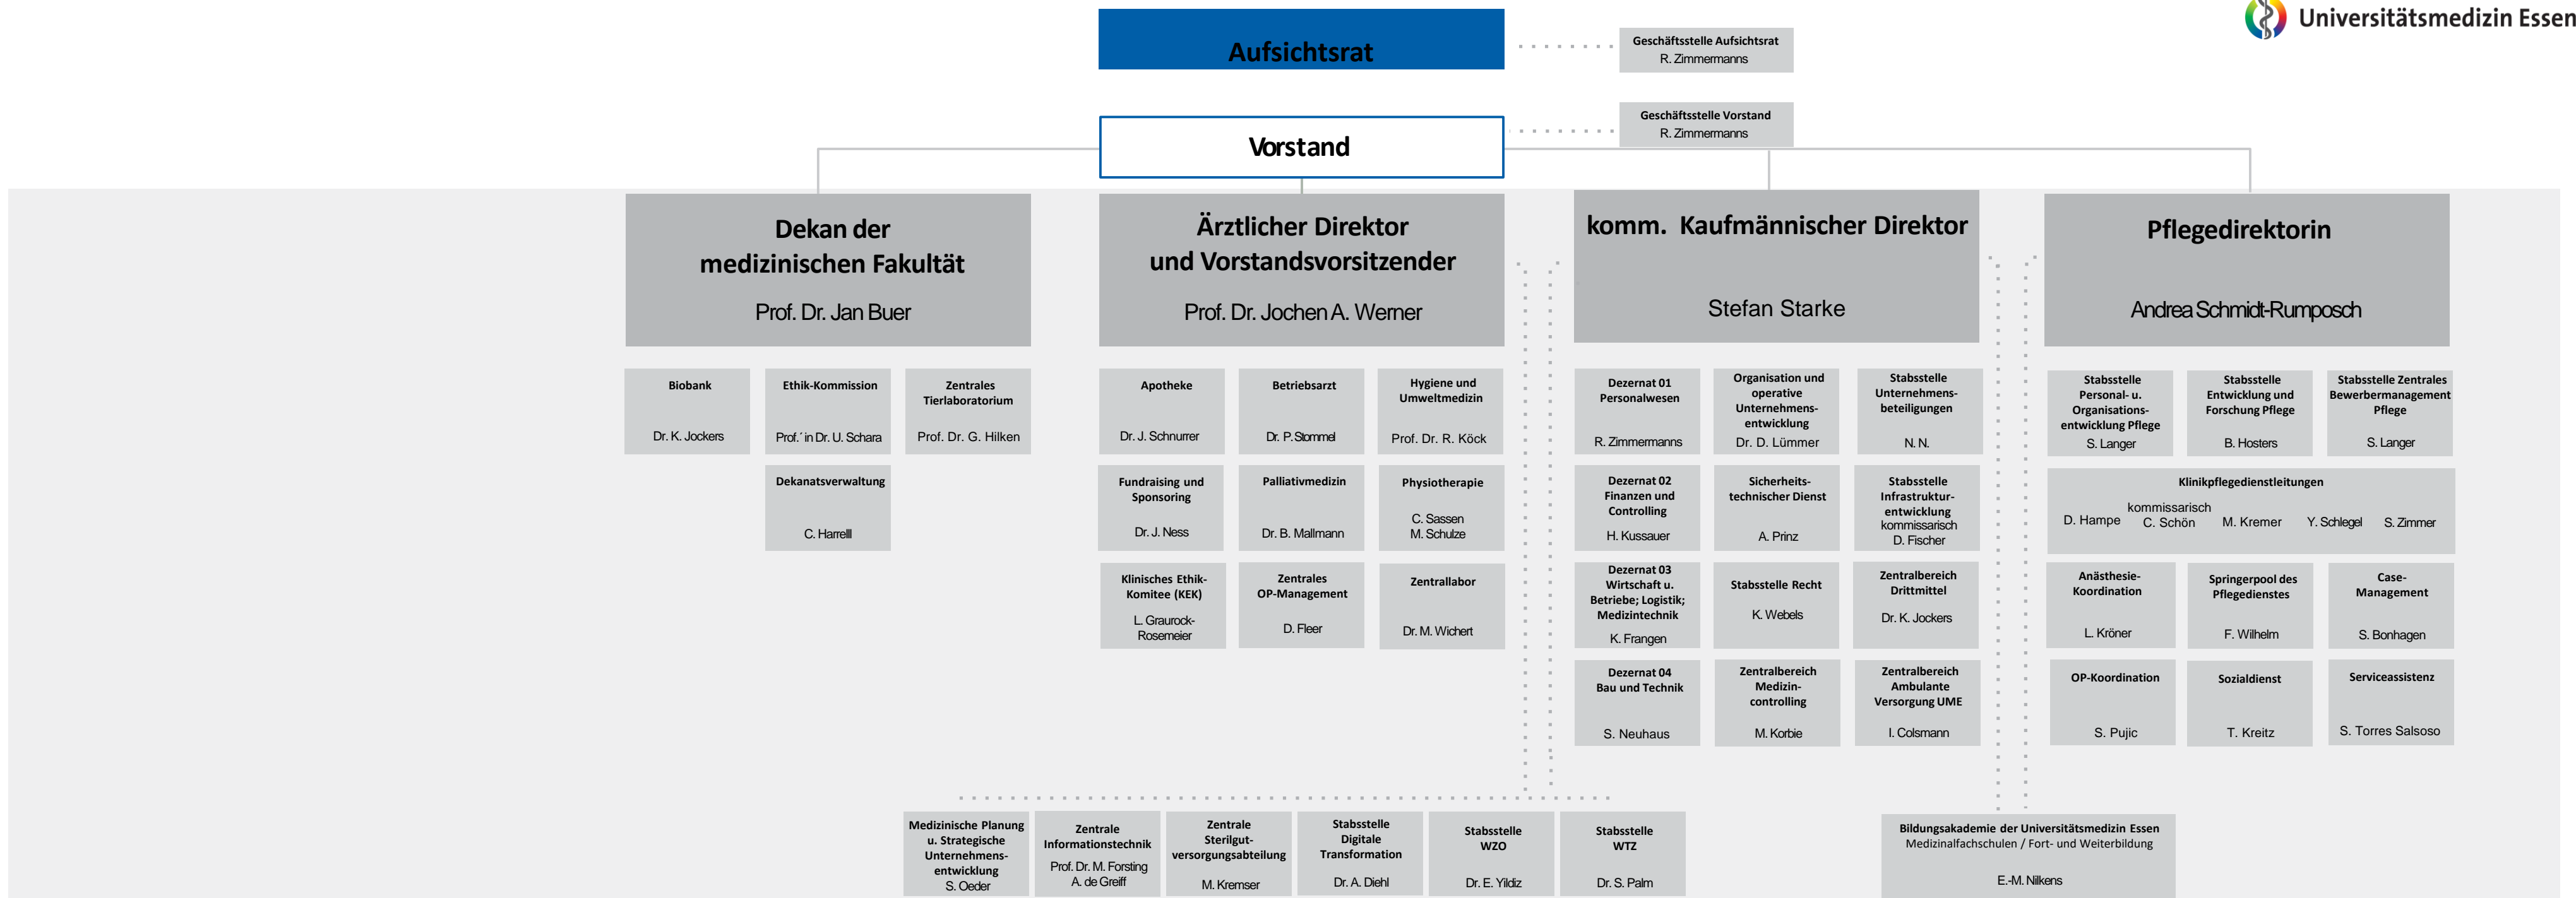 Universitätsmedizin Essen
Aufsichtsrat
Geschäftsstelle Aufsichtsrat
R. Zimmermanns
Geschäftsstelle Vorstand
R. Zimmermanns
Vorstand
Dekan der
medizinischen Fakultät
Prof. Dr. Jan Buer
Ärztlicher Direktor
und Vorstandsvorsitzender
Prof. Dr. Jochen A. Werner
komm. Kaufmännischer Direktor
Stefan Starke
Pflegedirektorin
Andrea Schmidt-Rumposch
Biobank
Dr. K. Jockers
Ethik-Kommission
Prof.´ in Dr. U. Schara
Zentrales
Tierlaboratorium
Prof. Dr. G. Hilken
Dekanatsverwaltung
C. Harrelll
Apotheke
Dr. J. Schnurrer
Betriebsarzt
Dr. P. Stommel
Hygiene und
Umweltmedizin
Prof. Dr. R. Köck
Fundraising und
Sponsoring
Dr. J. Ness
Palliativmedizin
Dr. B. Mallmann
Physiotherapie
C. Sassen
M. Schulze
Klinisches Ethik-
Komitee (KEK)
L. Graurock-
Rosemeier
Zentrales
OP-Management
D. Fleer
Zentrallabor
Dr. M. Wichert
Dezernat 01
Personalwesen
R. Zimmermanns
Organisation und
operative
Unternehmens-
entwicklung
Dr. D. Lümmer
Stabsstelle
Unternehmens-
beteiligungen
N. N.
Dezernat 02
Finanzen und
Controlling
H. Kussauer
Sicherheits-
technischer Dienst
A. Prinz
Stabsstelle
Infrastruktur-
entwicklung
kommissarisch
D. Fischer
Dezernat 03
Wirtschaft u.
Betriebe; Logistik;
Medizintechnik
K. Frangen
Stabsstelle Recht
K. Webels
Zentralbereich
Drittmittel
Dr. K. Jockers
Dezernat 04
Bau und Technik
S. Neuhaus
Zentralbereich
Medizin-
controlling
M. Korbie
Zentralbereich
Ambulante
Versorgung UME
I. Colsmann
Stabsstelle
Personal- u.
Organisations-
entwicklung Pflege
S. Langer
Stabsstelle
Entwicklung und
Forschung Pflege
B. Hosters
Stabsstelle Zentrales
Bewerbermanagement
Pflege
S. Langer
Klinikpflegedienstleitungen
D. Hampe
kommissarisch
C. Schön
M. Kremer
Y. Schlegel
S. Zimmer
Anästhesie-
Koordination
L. Kröner
Springerpool des
Pflegedienstes
F. Wilhelm
Case-
Management
S. Bonhagen
OP-Koordination
S. Pujic
Sozialdienst
T. Kreitz
Serviceassistenz
S. Torres Salsoso
Medizinische Planung
u. Strategische
Unternehmens-
entwicklung
S. Oeder
Zentrale
Informationstechnik
Prof. Dr. M. Forsting
A. de Greiff
Zentrale
Sterilgut-
versorgungsabteilung
M. Kremser
Stabsstelle
Digitale
Transformation
Dr. A. Diehl
Stabsstelle
WZO
Dr. E. Yildiz
Stabsstelle
WTZ
Dr. S. Palm
Bildungsakademie der Universitätsmedizin Essen
Medizinalfachschulen / Fort- und Weiterbildung
E.-M. Nilkens